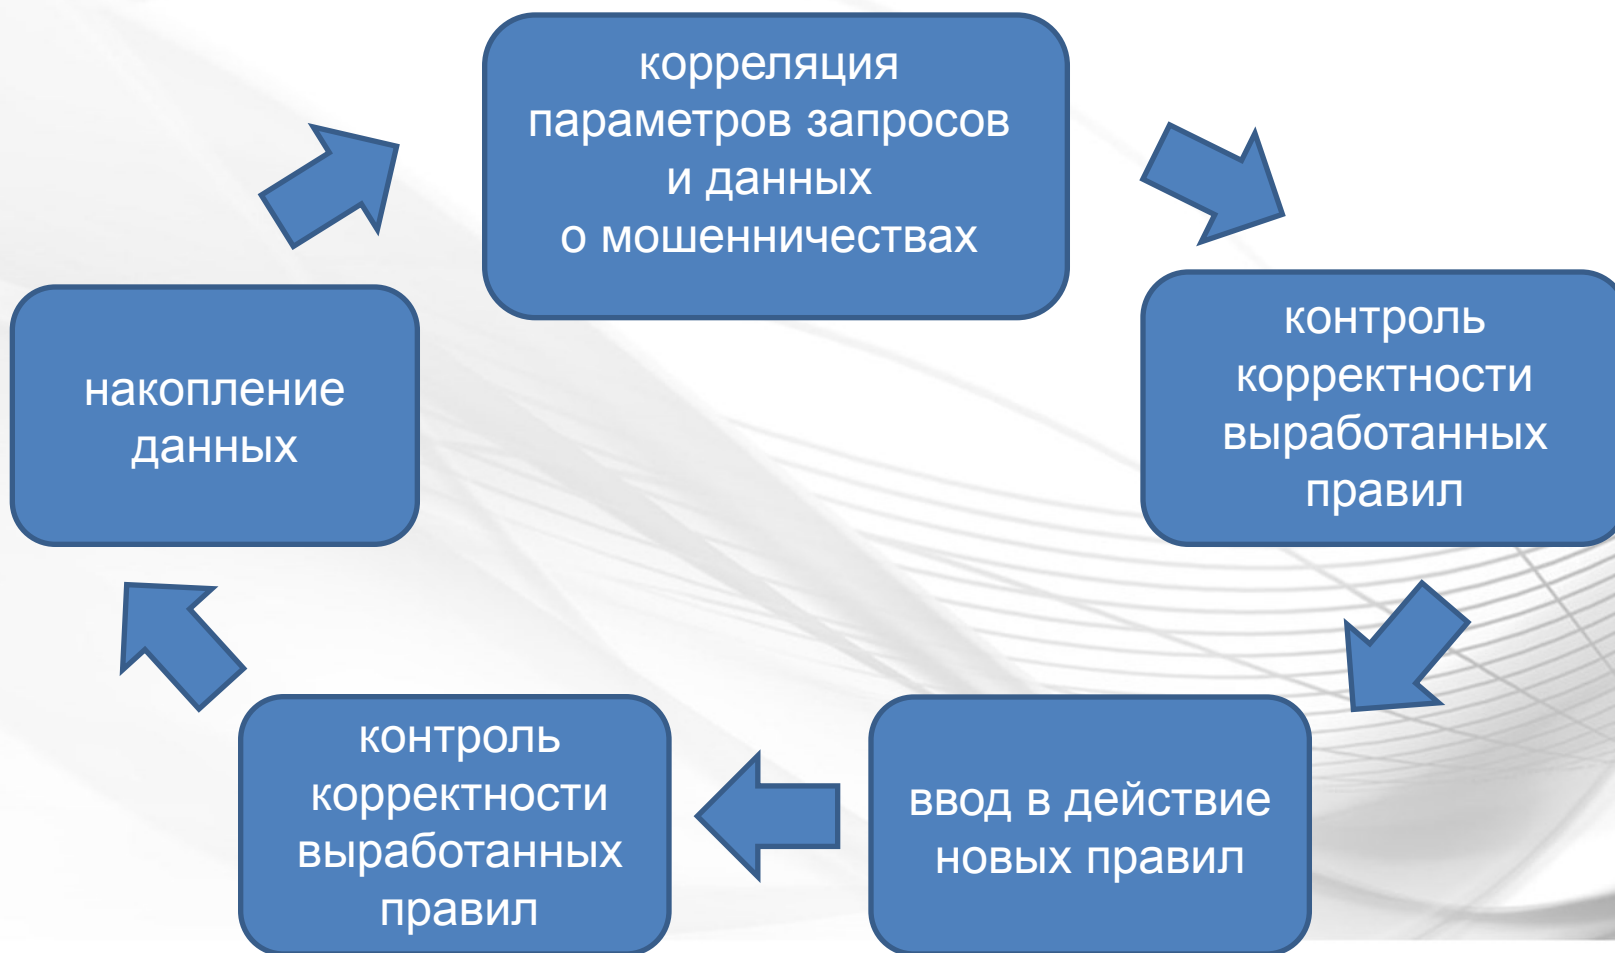 корреляция
параметров запросов
и данных
о мошенничествах
контроль
корректности
выработанных
правил
ввод в действие
новых правил
контроль
корректности
выработанных
правил
накопление
данных